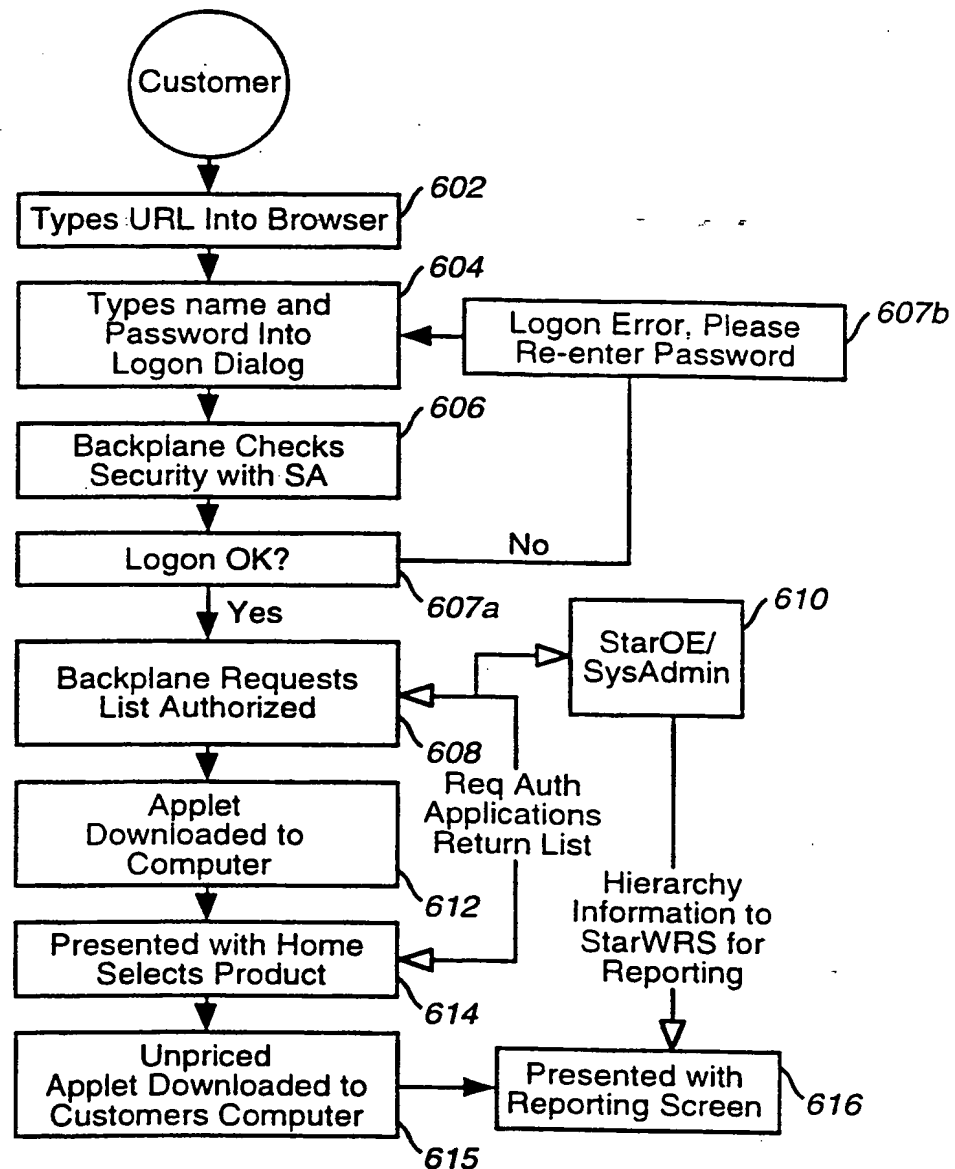 Customer
602
Types URL Into Browser
604
Types name and
Password Into
Logon Dialog
Logon Error, Please
Re-enter Password
607b
606
Backplane Checks
Security with SA
Logon OK?
No
607a
Yes
610
StarOE/
SysAdmin
Backplane Requests
List Authorized
608
Req Auth
Applications
Return List
Applet
Downloaded to
Computer
612
Hierarchy
Information to
StarWRS for
Reporting
Presented with Home
Selects Product
614
Unpriced
Applet Downloaded to
Customers Computer
615
Presented with
Reporting Screen
616